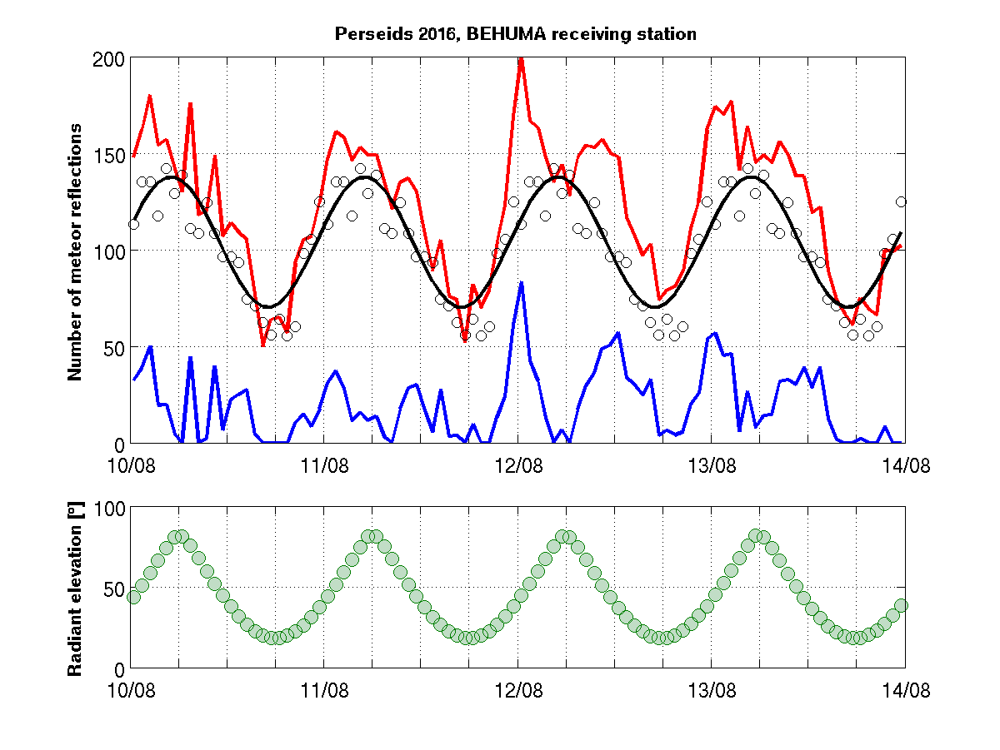 Perseids 2016, BEHUMA receiving station
Number of meteor reflections
200
150
100
50
0
10/08 11/08 12/08 13/08 14/08
Radiant elevation [°]
100
50
0
10/08 11/08 12/08 13/08 14/08